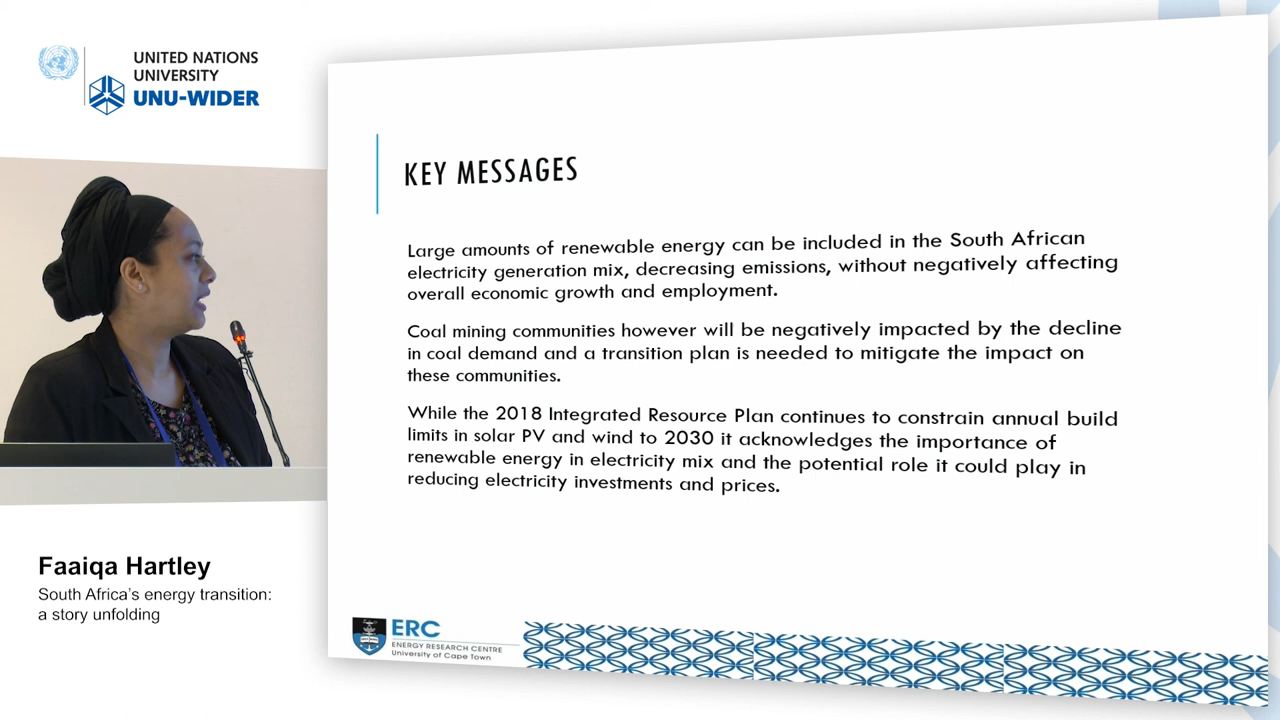 UNITED NATIONS
UNIVERSITY
UNU-WIDER
KEY MESSAGES
Large amounts of renewable energy can be included in the South African
electricity generation mix, decreasing emissions, without negatively affecting
overall economic growth and employment.
Coal mining communities however will be negatively impacted by the decline
in coal demand and a transition plan is needed to mitigate the impact on
these communities.
While the 2018 Integrated Resource Plan continues to constrain annual build
limits in solar PV and wind to 2030 it acknowledges the importance of
renewable energy in electricity mix and the potential role it could play in
reducing electricity investments and prices.
Faaiqa Hartley
South Africa's energy transition:
a story unfolding
ERC
ENERGY RESEARCH CENTRE
University of Cape Town